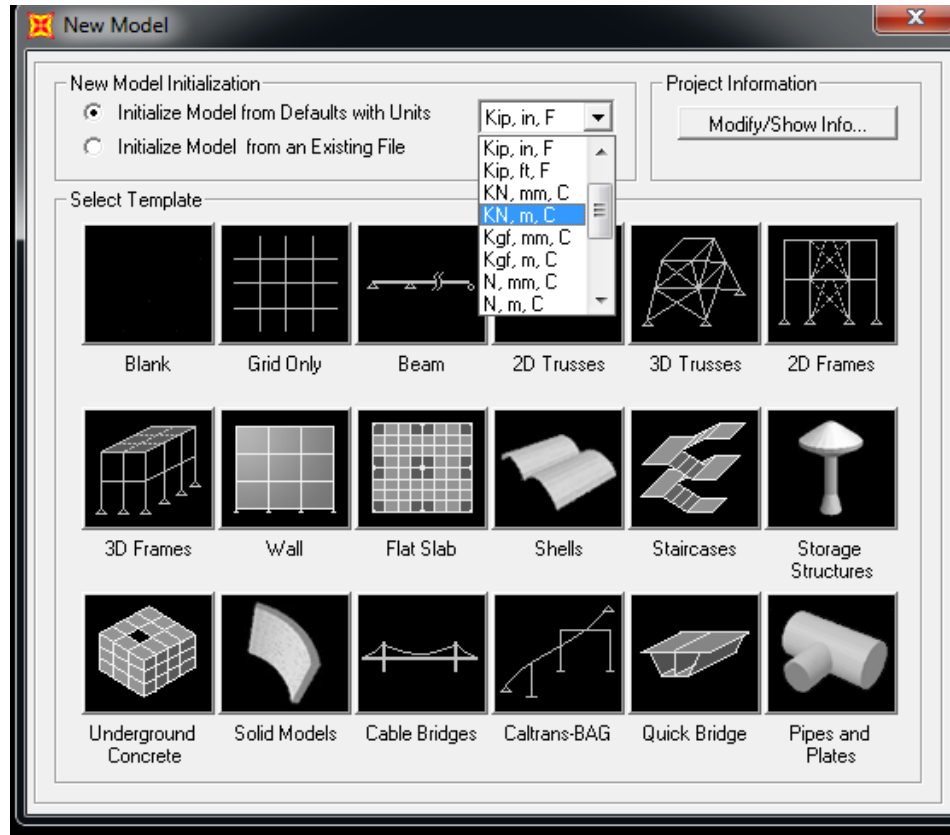 New Model
New Model Initialization
Initialize Model from Defaults with Units
Kip, in, F
Initialize Model from an Existing File
Kip, in, F
Kip, ft, F
KN, mm, C
KN, m, C
Kgf, mm, C
Kgf, m, C
N, mm, C
N, m, C
Project Information
Modify/Show Info...
Select Template
Blank
Grid Only
Beam
2D Trusses
3D Trusses
2D Frames
3D Frames
Wall
Flat Slab
Shells
Staircases
Storage
Structures
Underground
Concrete
Solid Models
Cable Bridges
Caltrans-BAG
Quick Bridge
Pipes and
Plates